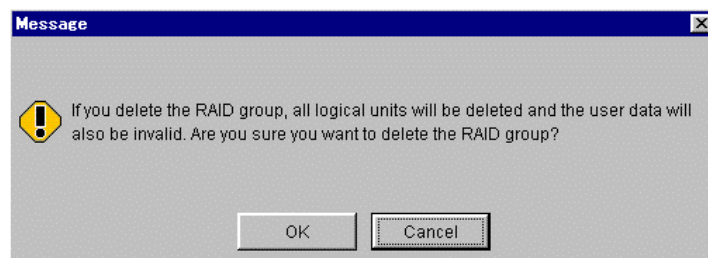 Message
If you delete the RAID group, all logical units will be deleted and the user data will
also be invalid. Are you sure you want to delete the RAID group?
OK
Cancel